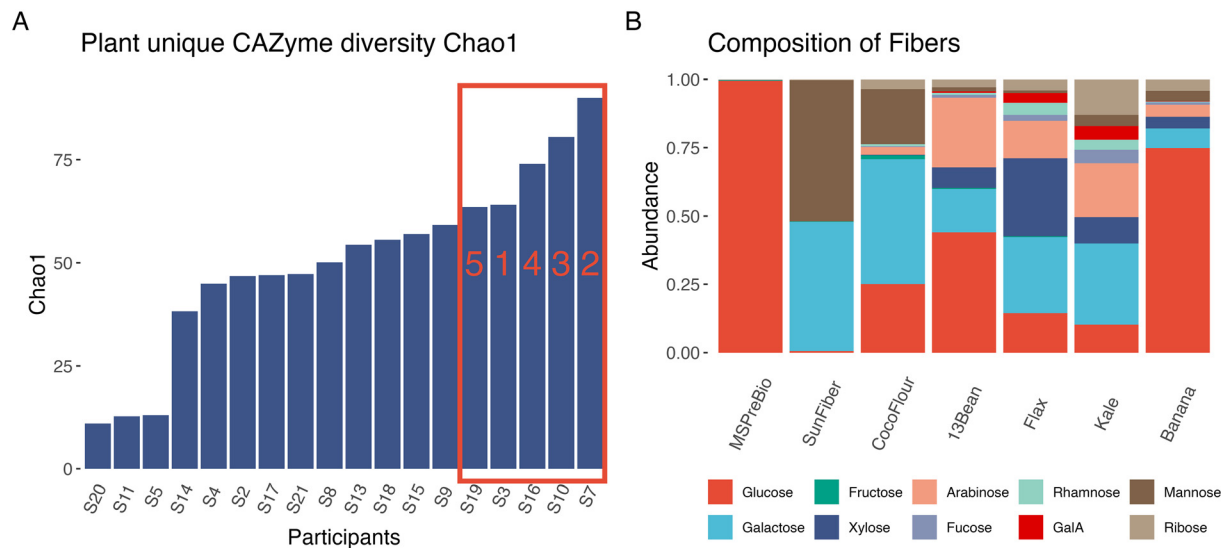 A
Plant unique CAZyme diversity Chao1
Chao1
75
50
25
0
5 1 4 3 2
S20 S11 S5 S14 S4 S2 S17 S21 S8 S13 S18 S15 S9 S19 S3 S16 S10 S7
Participants
B
Composition of Fibers
Abundance
1.00
0.75
0.50
0.25
0.00
MSPreBio SunFiber CocoFlour 13Bean Flax Kale Banana
Glucose Fructose Arabinose Rhamnose Mannose
Galactose Xylose Fucose GalA Ribose